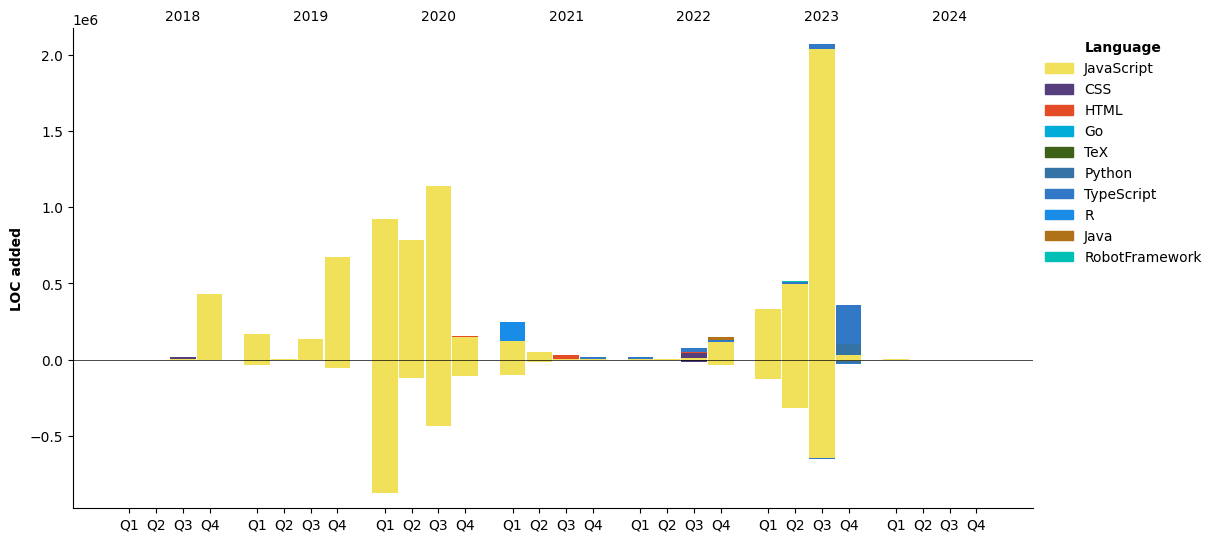 1e6
2018 2019 2020 2021 2022 2023 2024
Language
JavaScript
CSS
HTML
Go
TeX
Python
TypeScript
R
Java
RobotFramework
LOC added
2.0
1.5
1.0
0.5
0.0
−0.5
Q1 Q2 Q3 Q4 Q1 Q2 Q3 Q4 Q1 Q2 Q3 Q4 Q1 Q2 Q3 Q4 Q1 Q2 Q3 Q4 Q1 Q2 Q3 Q4 Q1 Q2 Q3 Q4